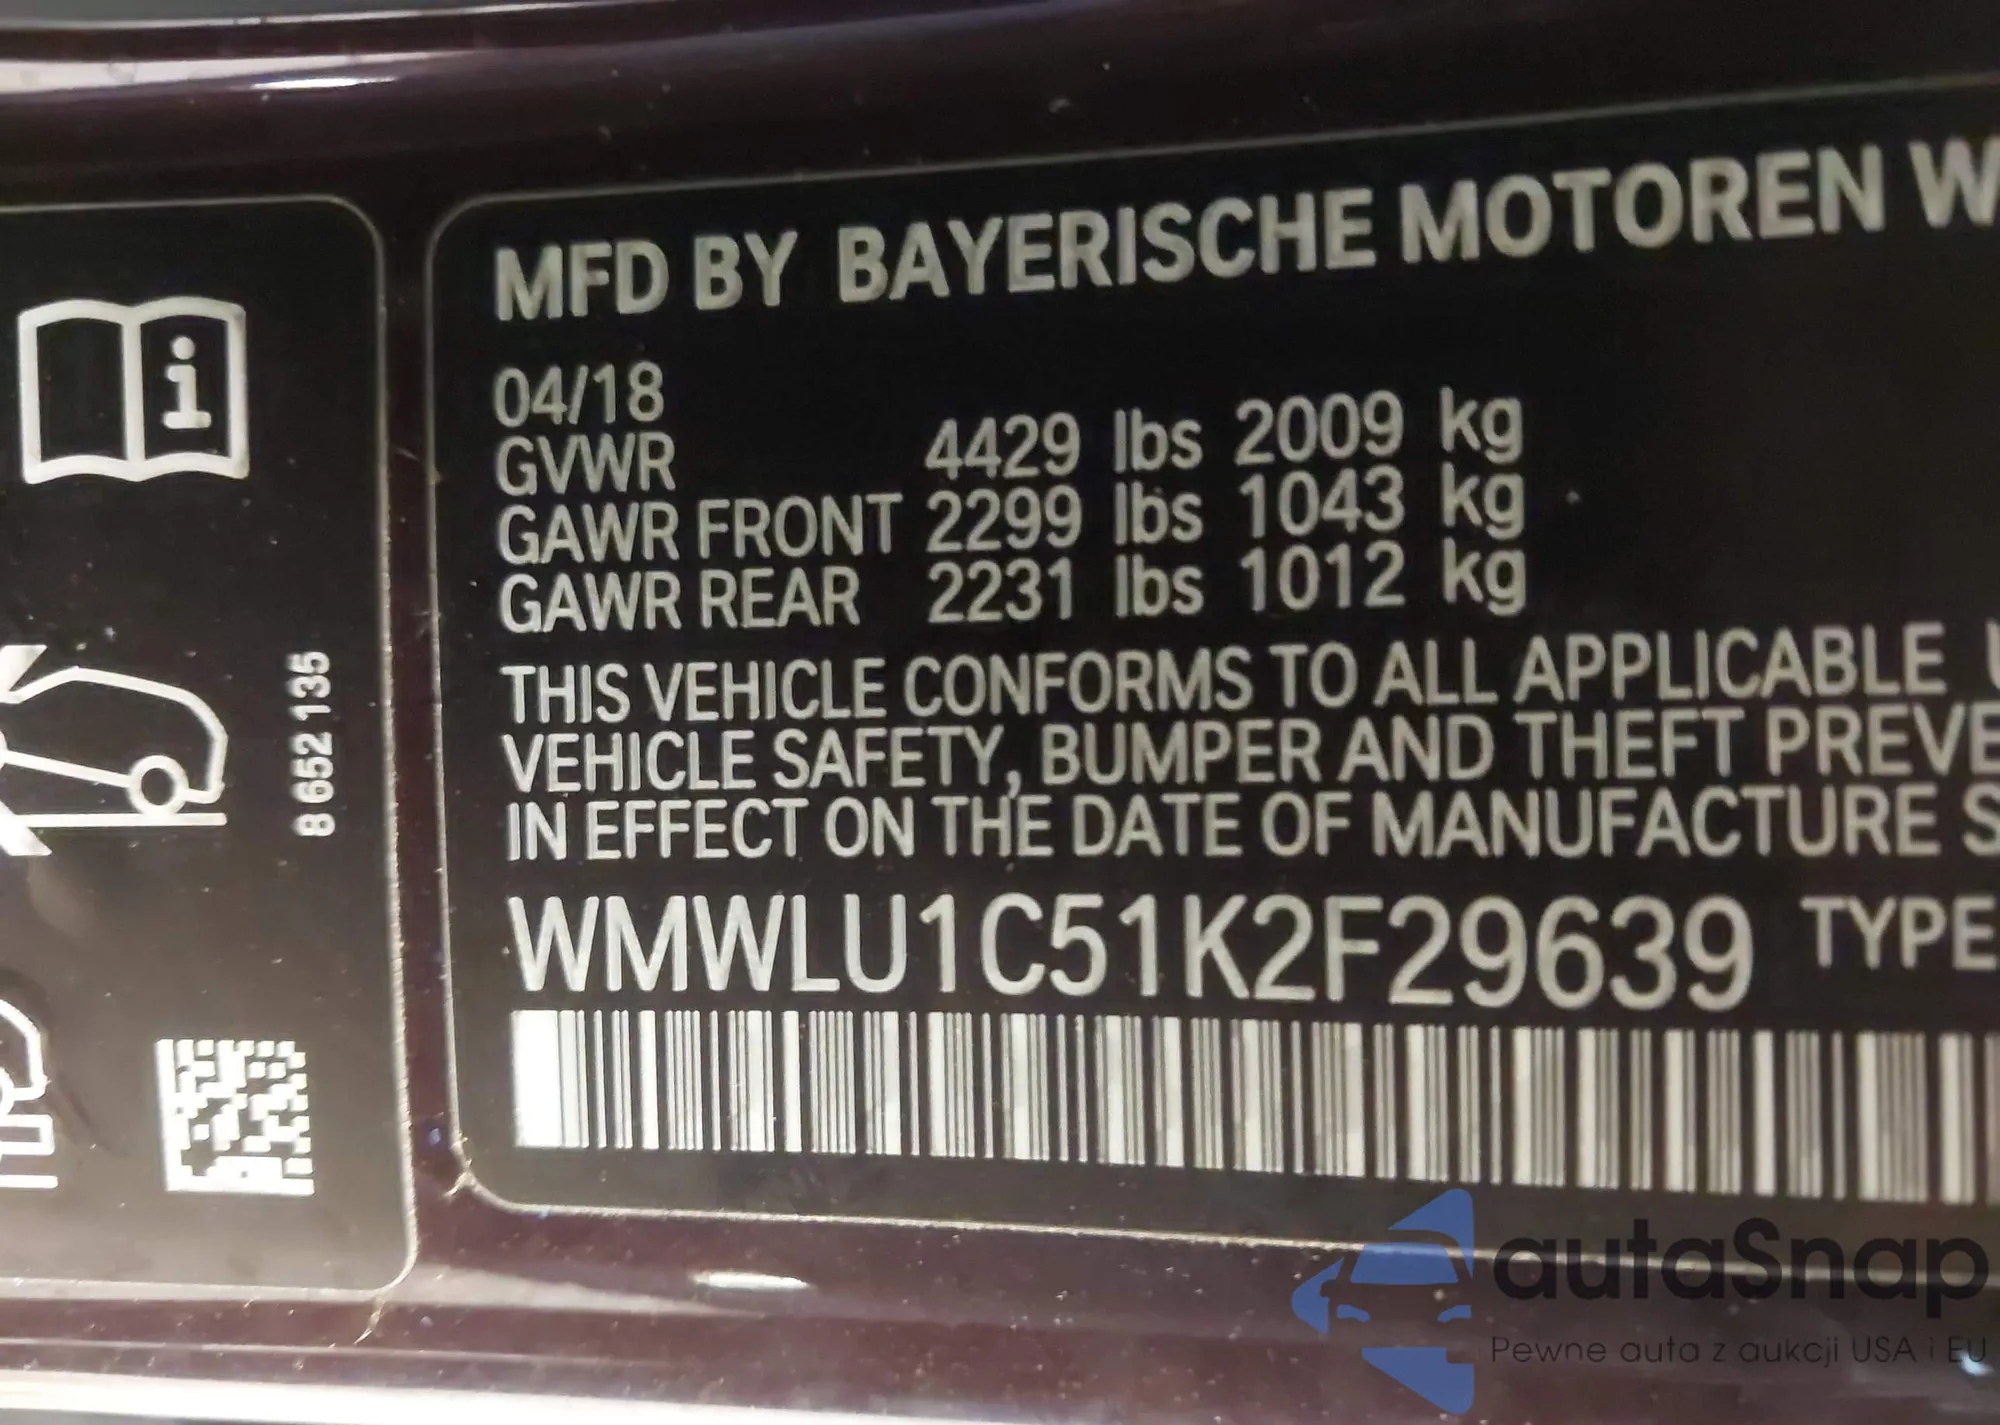 MFD BY BAYERISCHE MOTOREN W
04/18
GVWR 4429 lbs 2009 kg
GAWR FRONT 2299 lbs 1043 kg
GAWR REAR 2231 lbs 1012 kg
THIS VEHICLE CONFORMS TO ALL APPLICABLE U
VEHICLE SAFETY, BUMPER AND THEFT PREVE
IN EFFECT ON THE DATE OF MANUFACTURE S
WMWLU1C51K2F29639 TYPE
i
8 652 135
autaSnap
Pewne auta z aukcji USA i EU